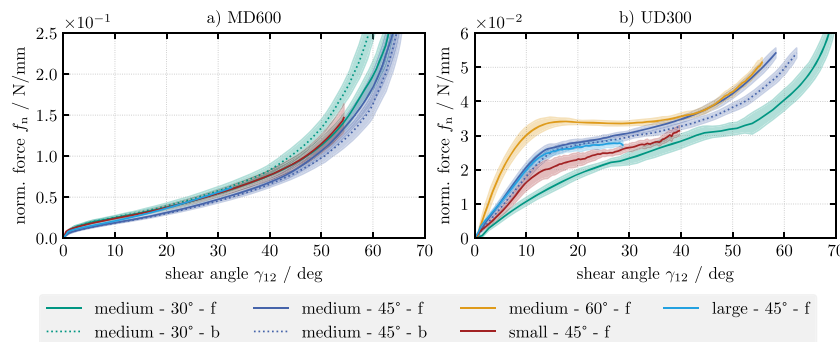 a) MD600
b) UD300
×10⁻¹
×10⁻²
norm. force fₙ / N/mm
2.5
2.0
1.5
1.0
0.5
0.0
0 10 20 30 40 50 60 70
shear angle γ₁₂ / deg
norm. force fₙ / N/mm
6
5
4
3
2
1
0
0 10 20 30 40 50 60 70
shear angle γ₁₂ / deg
medium - 30° - f medium - 45° - f medium - 60° - f large - 45° - f
medium - 30° - b medium - 45° - b small - 45° - f